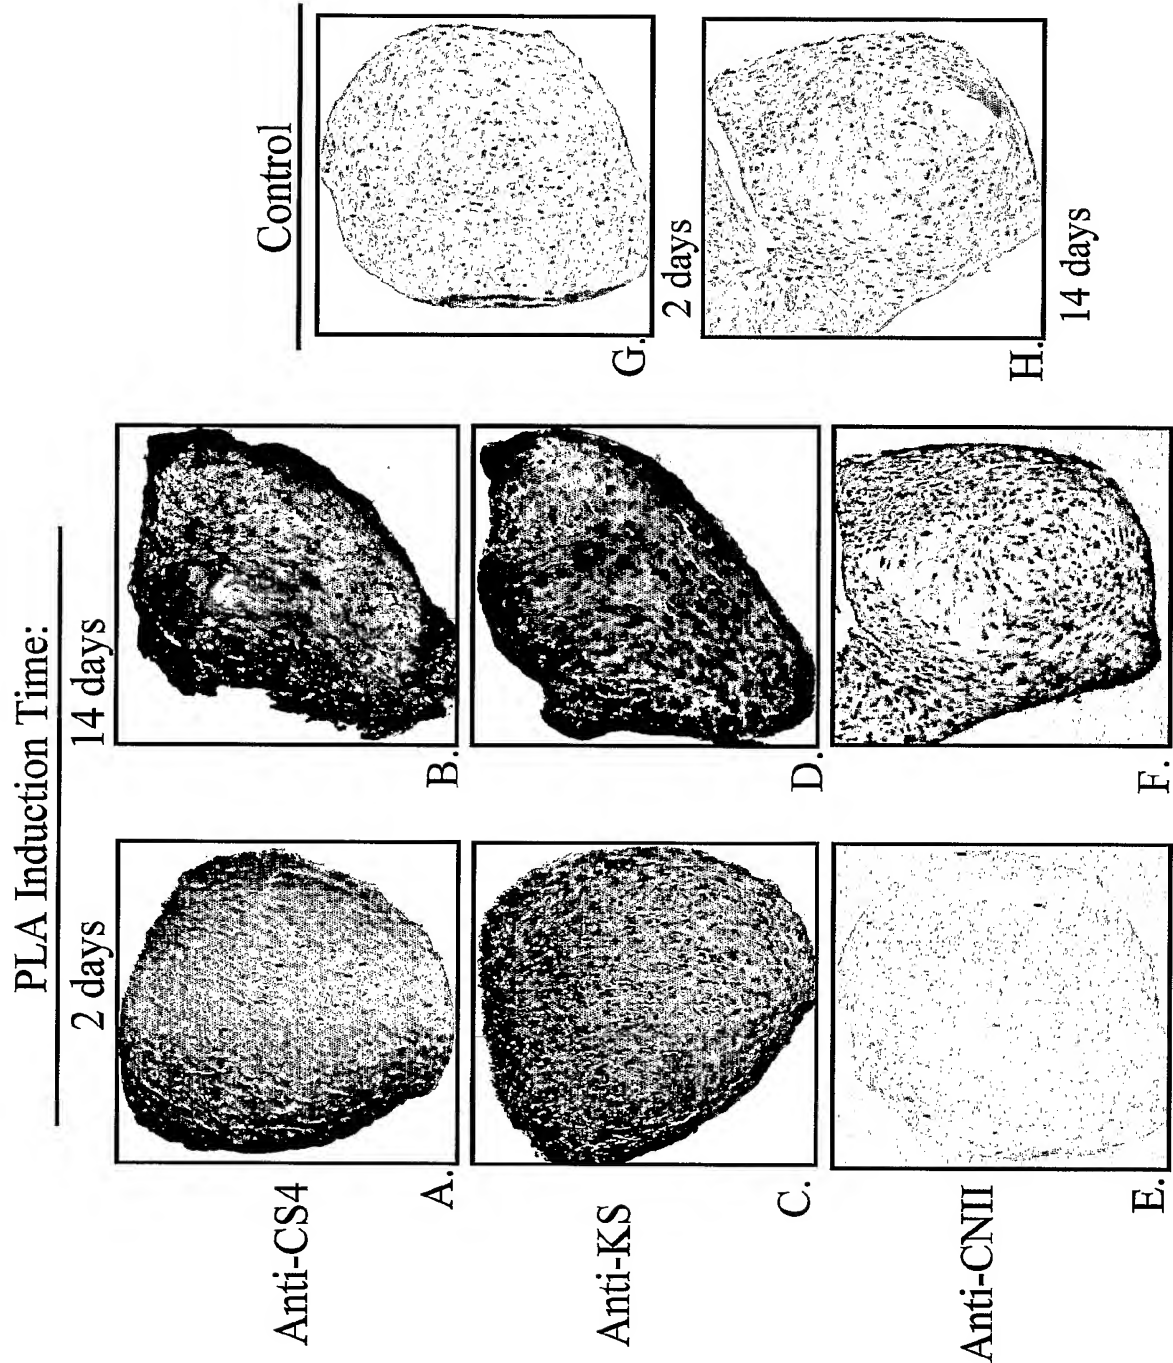 PLA Induction Time:
2 days
14 days
Control
Anti-CS4
A.
B.
G.
2 days
Anti-KS
C.
D.
H.
14 days
Anti-CNII
E.
F.